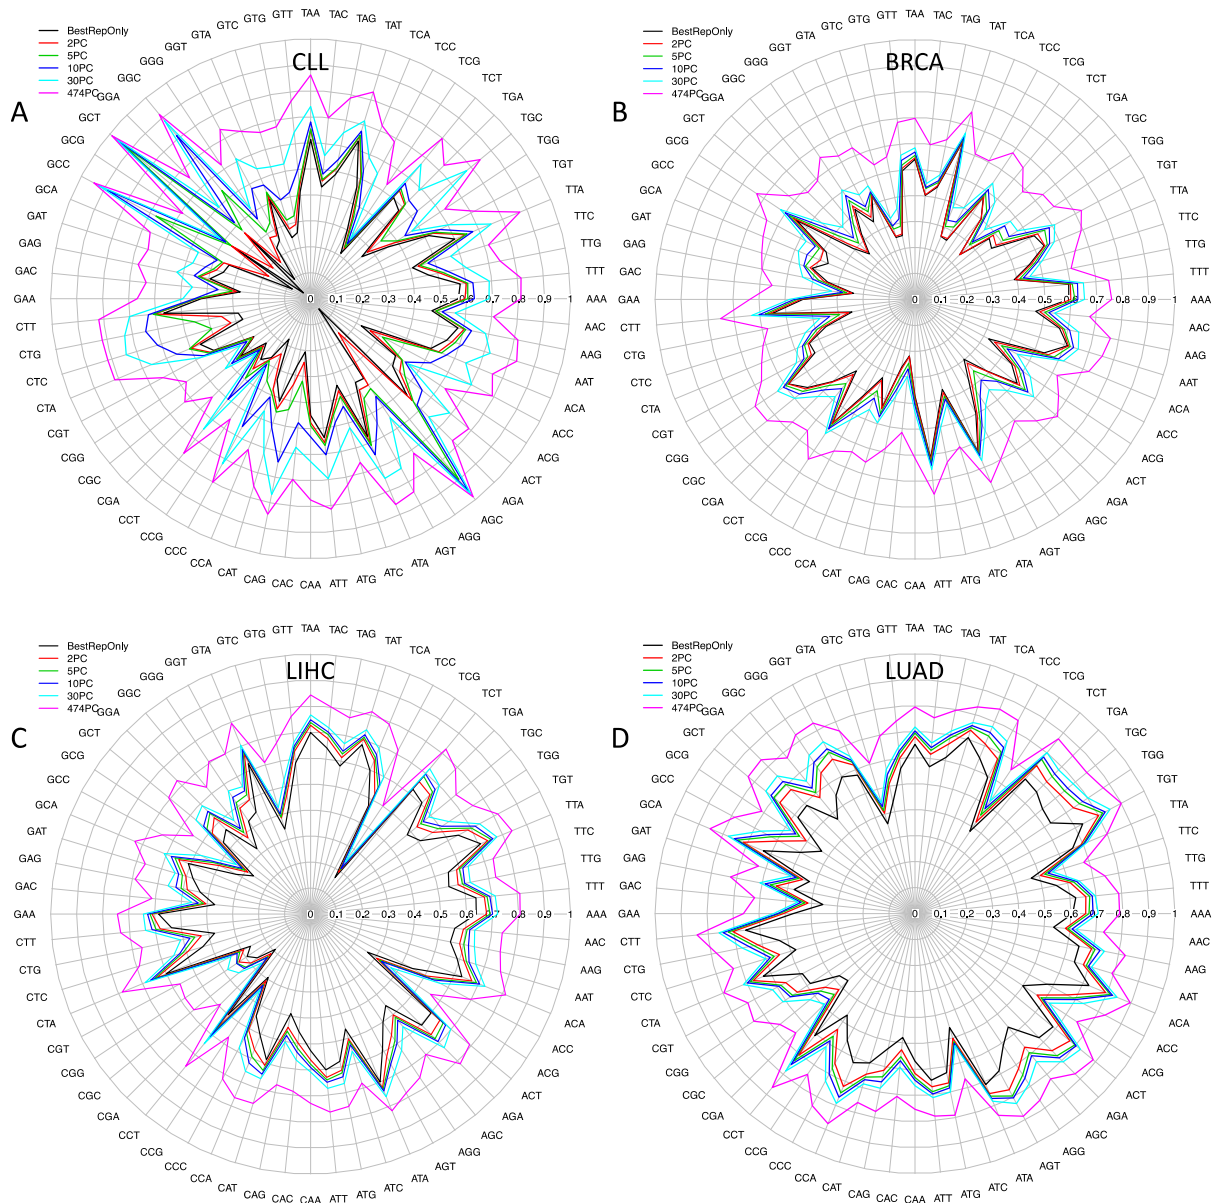 A
CLL
BestRepOnly
2PC
5PC
10PC
30PC
474PC
TAA
TAC
TAG
TAT
TCA
TCC
TCG
TCT
TGA
TGC
TGG
TGT
TTA
TTC
TTG
TTT
AAA
AAC
AAG
AAT
ACA
ACC
ACG
ACT
AGA
AGC
AGG
AGT
ATA
ATC
ATG
ATT
CAA
CAC
CAG
CAT
CCA
CCC
CCG
CCT
CGA
CGC
CGG
CGT
CTA
CTC
CTG
CTT
GAA
GAC
GAG
GAT
GCA
GCC
GCG
GCT
GGA
GGC
GGG
GGT
GTA
GTC
GTG
GTT
0 0.1 0.2 0.3 0.4 0.5 0.6 0.7 0.8 0.9 1
B
BRCA
BestRepOnly
2PC
5PC
10PC
30PC
474PC
TAA
TAC
TAG
TAT
TCA
TCC
TCG
TCT
TGA
TGC
TGG
TGT
TTA
TTC
TTG
TTT
AAA
AAC
AAG
AAT
ACA
ACC
ACG
ACT
AGA
AGC
AGG
AGT
ATA
ATC
ATG
ATT
CAA
CAC
CAG
CAT
CCA
CCC
CCG
CCT
CGA
CGC
CGG
CGT
CTA
CTC
CTG
CTT
GAA
GAC
GAG
GAT
GCA
GCC
GCG
GCT
GGA
GGC
GGG
GGT
GTA
GTC
GTG
GTT
0 0.1 0.2 0.3 0.4 0.5 0.6 0.7 0.8 0.9 1
C
LIHC
BestRepOnly
2PC
5PC
10PC
30PC
474PC
TAA
TAC
TAG
TAT
TCA
TCC
TCG
TCT
TGA
TGC
TGG
TGT
TTA
TTC
TTG
TTT
AAA
AAC
AAG
AAT
ACA
ACC
ACG
ACT
AGA
AGC
AGG
AGT
ATA
ATC
ATG
ATT
CAA
CAC
CAG
CAT
CCA
CCC
CCG
CCT
CGA
CGC
CGG
CGT
CTA
CTC
CTG
CTT
GAA
GAC
GAG
GAT
GCA
GCC
GCG
GCT
GGA
GGC
GGG
GGT
GTA
GTC
GTG
GTT
0 0.1 0.2 0.3 0.4 0.5 0.6 0.7 0.8 0.9 1
D
LUAD
BestRepOnly
2PC
5PC
10PC
30PC
474PC
TAA
TAC
TAG
TAT
TCA
TCC
TCG
TCT
TGA
TGC
TGG
TGT
TTA
TTC
TTG
TTT
AAA
AAC
AAG
AAT
ACA
ACC
ACG
ACT
AGA
AGC
AGG
AGT
ATA
ATC
ATG
ATT
CAA
CAC
CAG
CAT
CCA
CCC
CCG
CCT
CGA
CGC
CGG
CGT
CTA
CTC
CTG
CTT
GAA
GAC
GAG
GAT
GCA
GCC
GCG
GCT
GGA
GGC
GGG
GGT
GTA
GTC
GTG
GTT
0 0.1 0.2 0.3 0.4 0.5 0.6 0.7 0.8 0.9 1